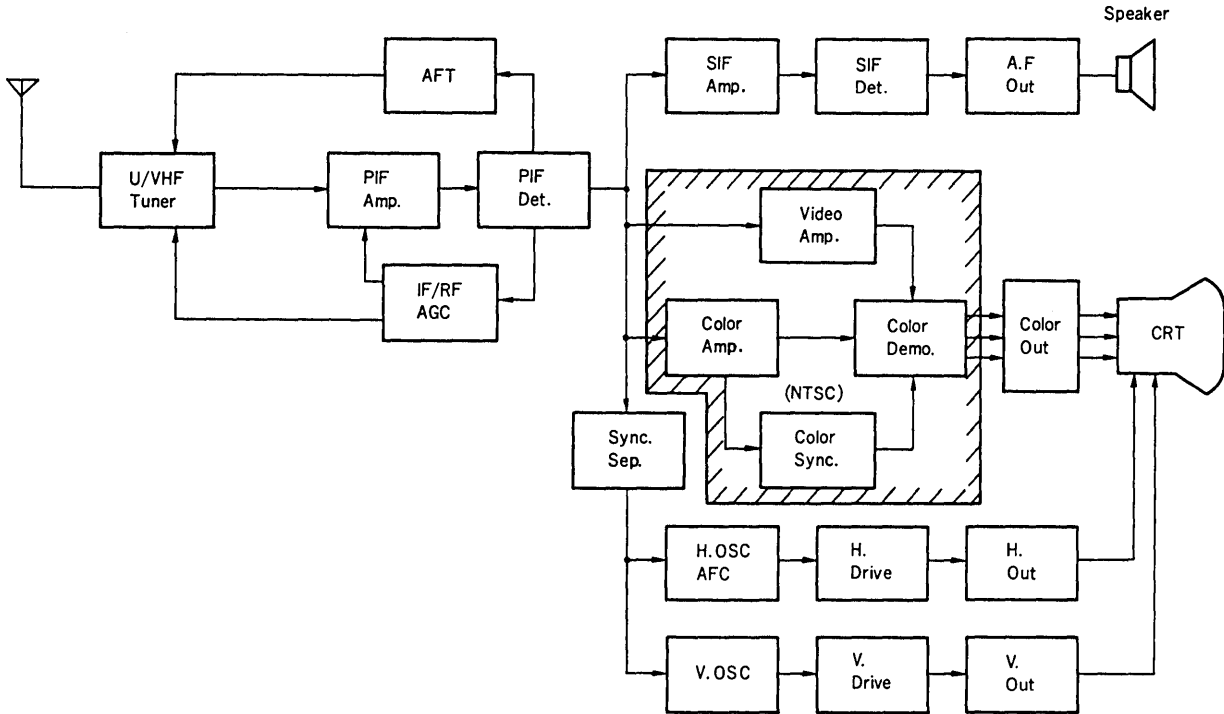 Speaker
AFT
SIF
Amp.
SIF
Det.
A.F
Out
U/VHF
Tuner
PIF
Amp.
PIF
Det.
Video
Amp.
IF/RF
AGC
Color
Amp.
Color
Demo.
Color
Out
CRT
(NTSC)
Sync.
Sep.
Color
Sync.
H.OSC
AFC
H.
Drive
H.
Out
V.OSC
V.
Drive
V.
Out